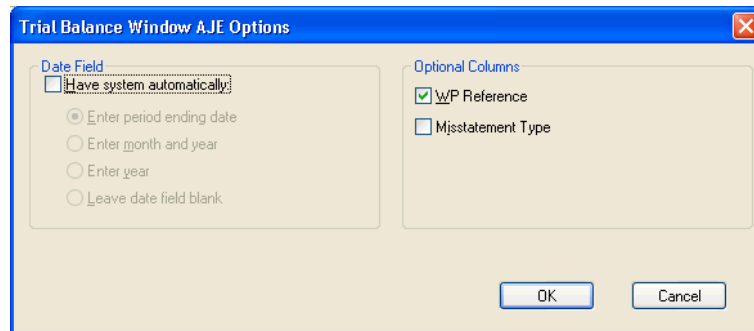 Trial Balance Window AJE Options
Date Field
Have system automatically:
Enter period ending date
Enter month and year
Enter year
Leave date field blank
Optional Columns
WP Reference
Misstatement Type
OK
Cancel